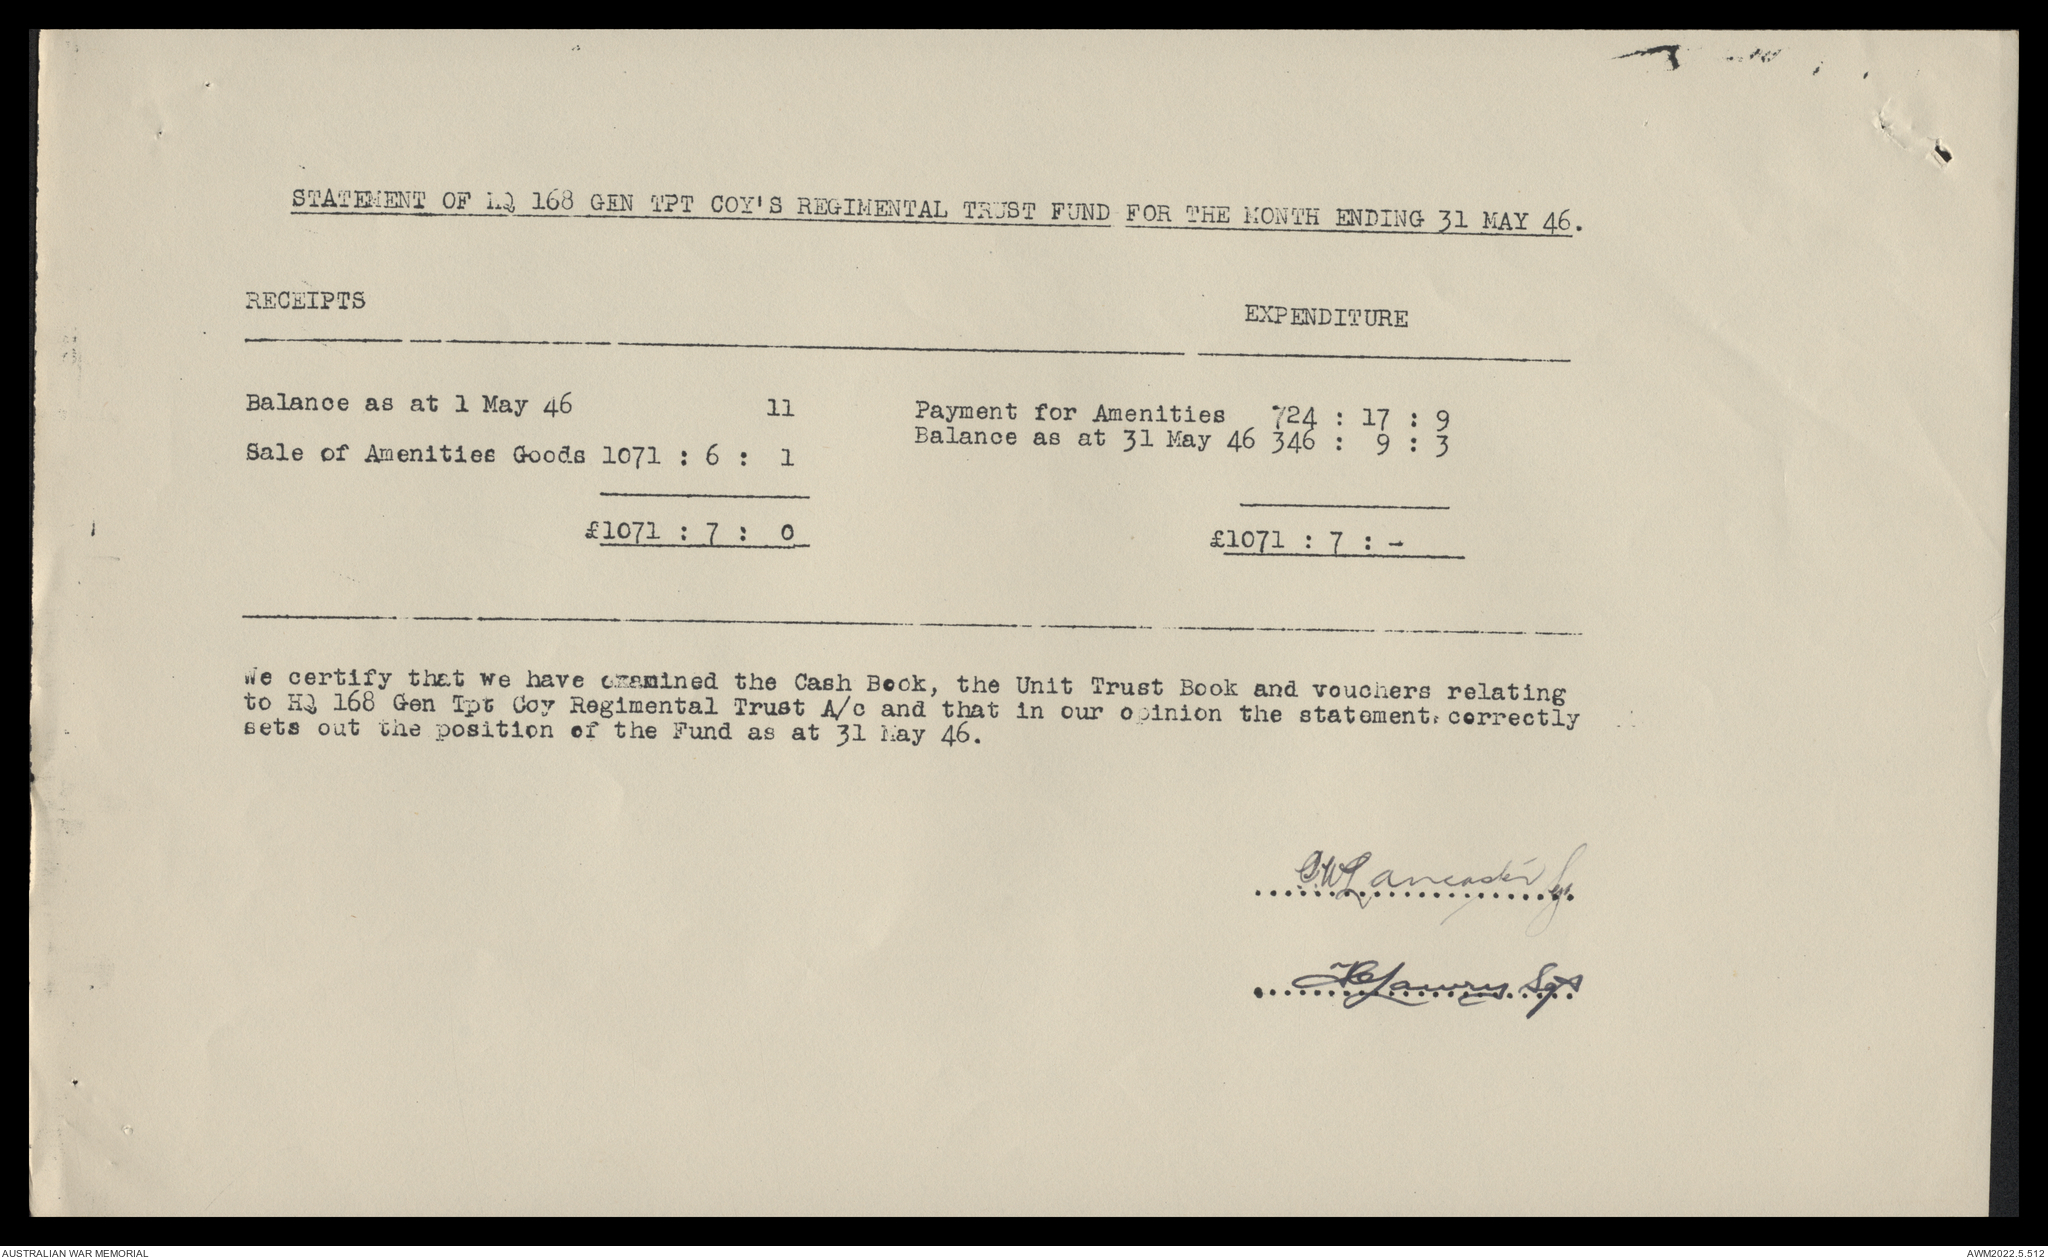 STATEMENT OF HQ 168 GEN TPT COY'S REGIMENTAL TRUST FUND FOR THE MONTH ENDING 31 MAY 46.
RECEIPTS
EXPENDITURE
Balance as at 1 May 46 11
Sale of Amenities Goods 1071 : 6 : 1
£1071 : 7 : 0
Payment for Amenities 724 : 17 : 9
Balance as at 31 May 46 346 : 9 : 3
£1071 : 7 : -
We certify that we have examined the Cash Book, the Unit Trust Book and vouchers relating
to HQ 168 Gen Tpt Coy Regimental Trust A/c and that in our opinion the statement correctly
sets out the position of the Fund as at 31 May 46.
G.W Lancaster
Lawry Sgt
AUSTRALIAN WAR MEMORIAL
AWM2022.5.512